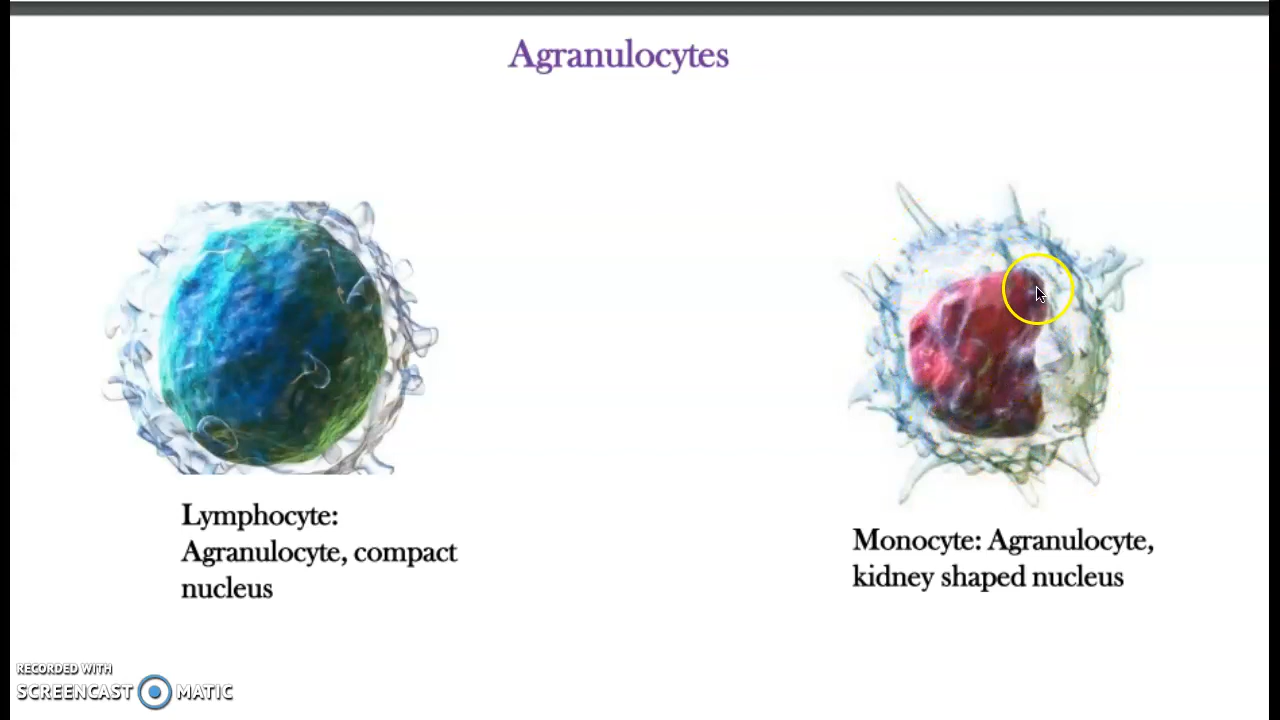 Agranulocytes
Lymphocyte:
Agranulocyte, compact
nucleus
Monocyte: Agranulocyte,
kidney shaped nucleus
RECORDED WITH
SCREENCAST MATIC